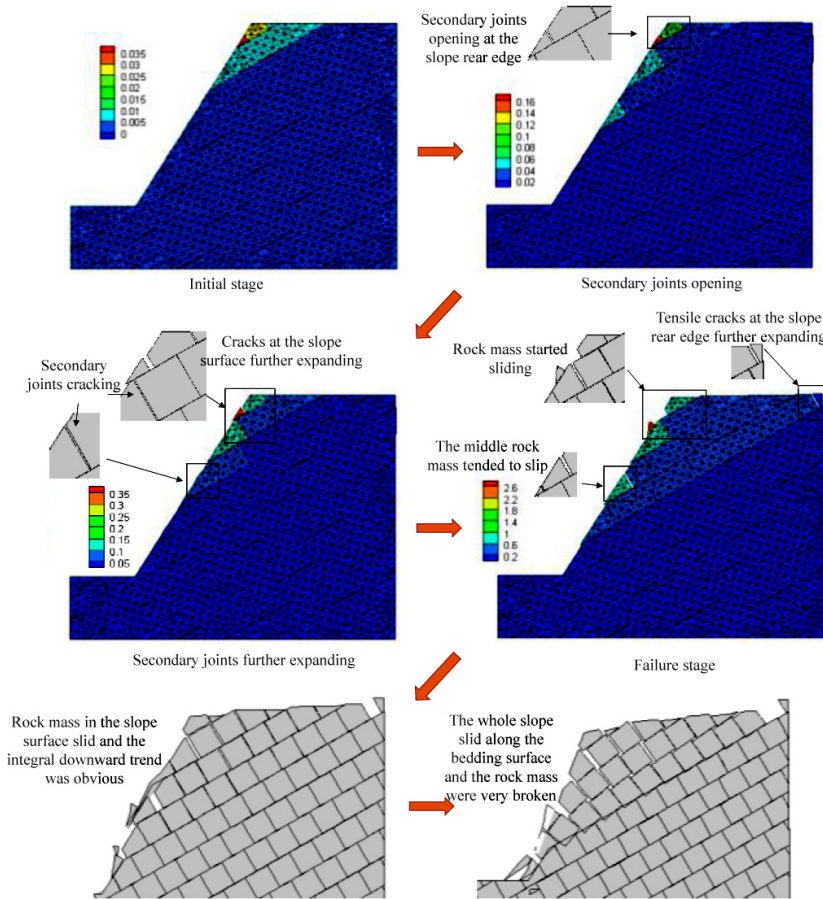 0.035
0.03
0.025
0.02
0.015
0.01
0.005
0
Initial stage
Secondary joints
opening at the
slope rear edge
0.16
0.14
0.12
0.1
0.08
0.06
0.04
0.02
Secondary joints opening
Secondary
joints cracking
Cracks at the slope
surface further expanding
0.35
0.3
0.25
0.2
0.15
0.1
0.05
Secondary joints further expanding
Rock mass started
sliding
Tensile cracks at the slope
rear edge further expanding
The middle rock
mass tended to slip
2.6
2.2
1.8
1.4
1
0.6
0.2
Failure stage
Rock mass in the slope
surface slid and the
integral downward trend
was obvious
The whole slope
slid along the
bedding surface
and the rock mass
were very broken